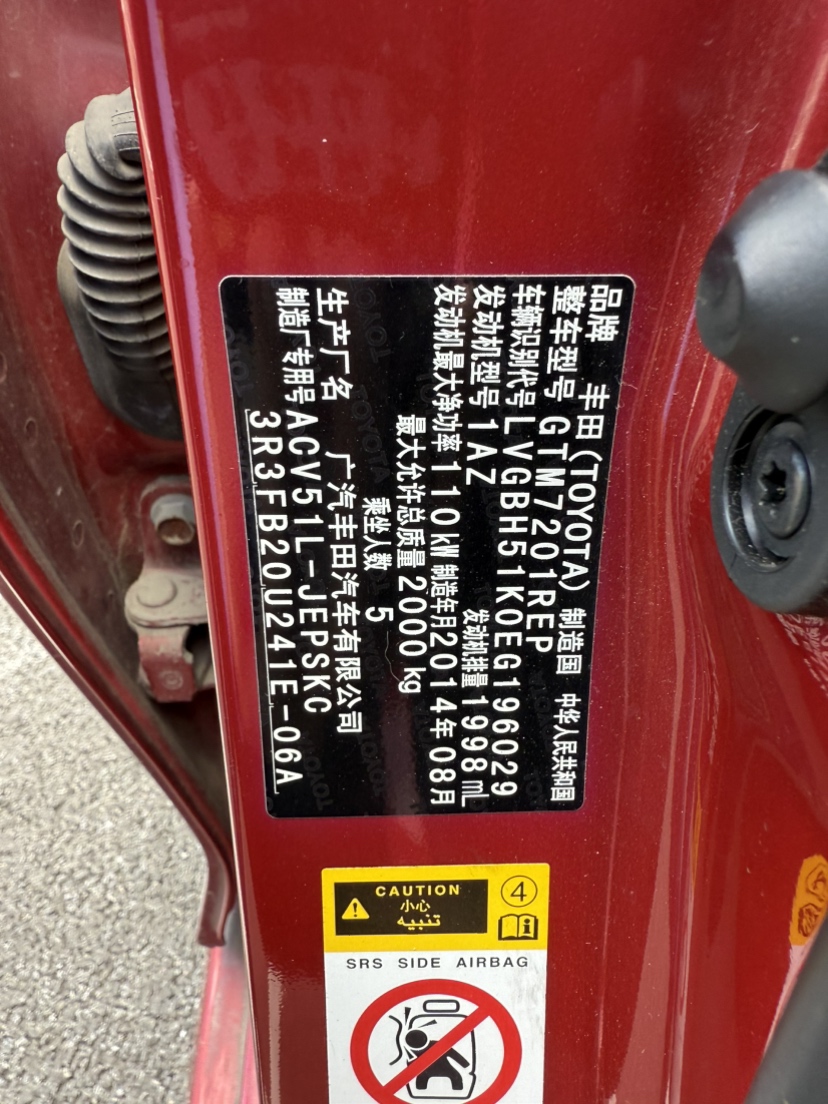 品牌 丰田(TOYOTA) 制造国 中华人民共和国
整车型号 GTM7201REP
车辆识别代号 LVGBH51K0EG196029
发动机型号 1AZ 发动机排量 1998 mL
发动机最大净功率 110 kW 制造年月 2014年08月
最大允许总质量 2000 kg
乘坐人数 5
生产厂名 广汽丰田汽车有限公司
制造厂专用号 ACV51L-JEPSKC
3R3FB20U241E-06A
CAUTION
小心
تنبيه
4
SRS SIDE AIRBAG